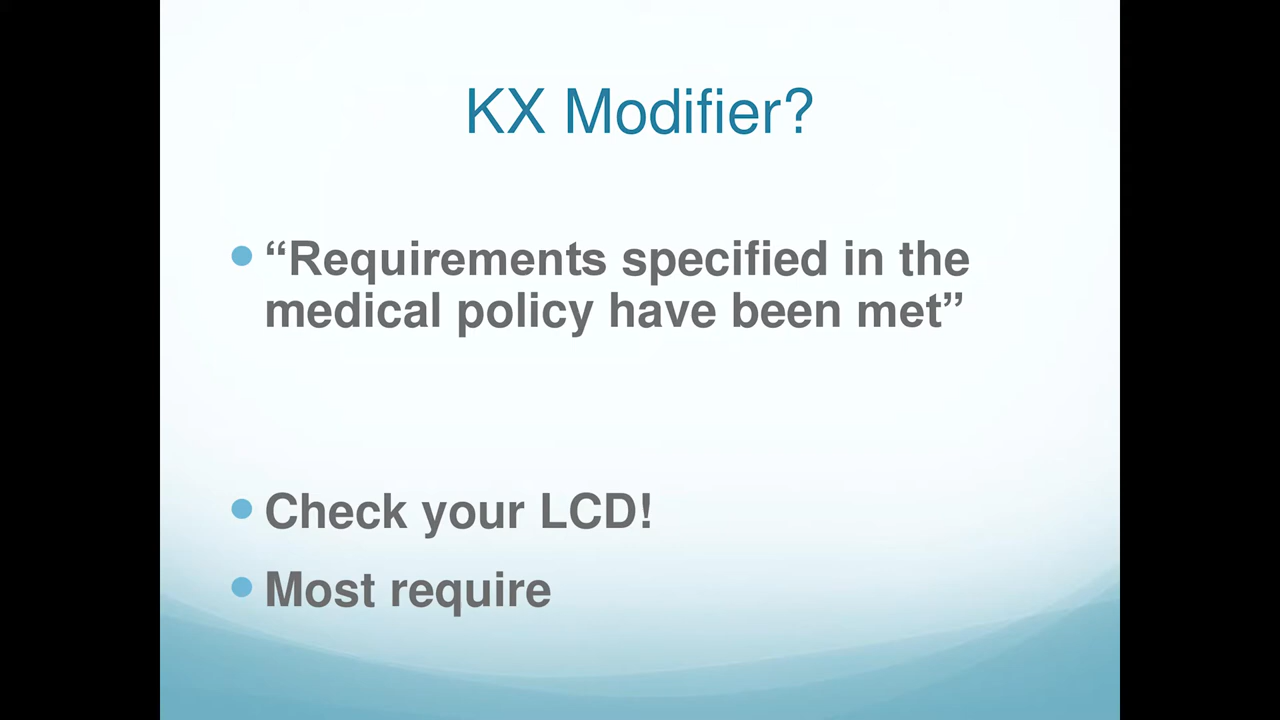 KX Modifier?
“Requirements specified in the
medical policy have been met”
Check your LCD!
Most require